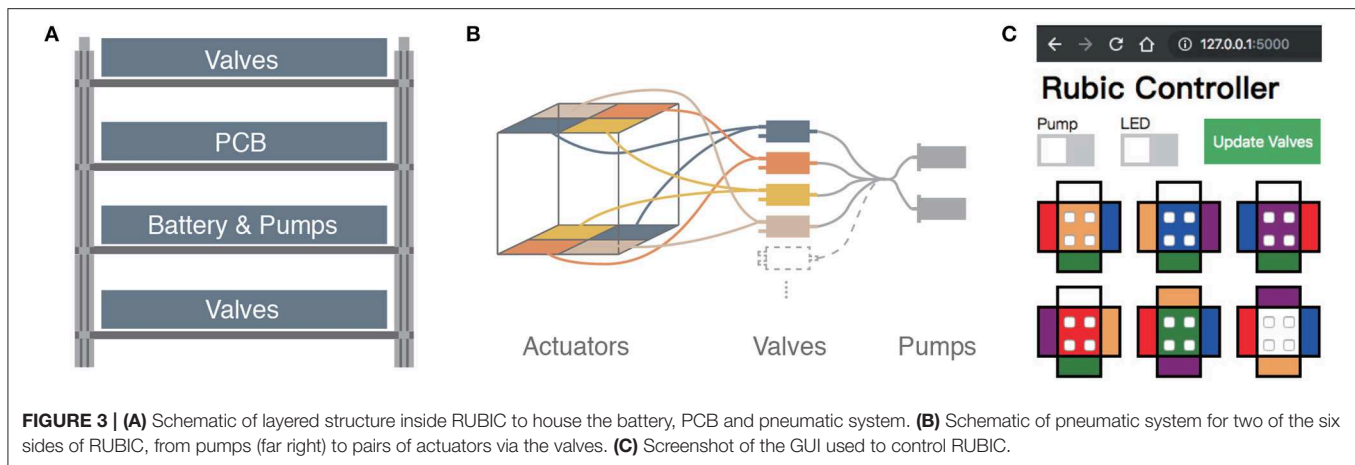 A
Valves
PCB
Battery & Pumps
Valves
B
Actuators
Valves
Pumps
C
127.0.0.1:5000
Rubic Controller
Pump
LED
Update Valves
FIGURE 3 | (A) Schematic of layered structure inside RUBIC to house the battery, PCB and pneumatic system. (B) Schematic of pneumatic system for two of the six
sides of RUBIC, from pumps (far right) to pairs of actuators via the valves. (C) Screenshot of the GUI used to control RUBIC.